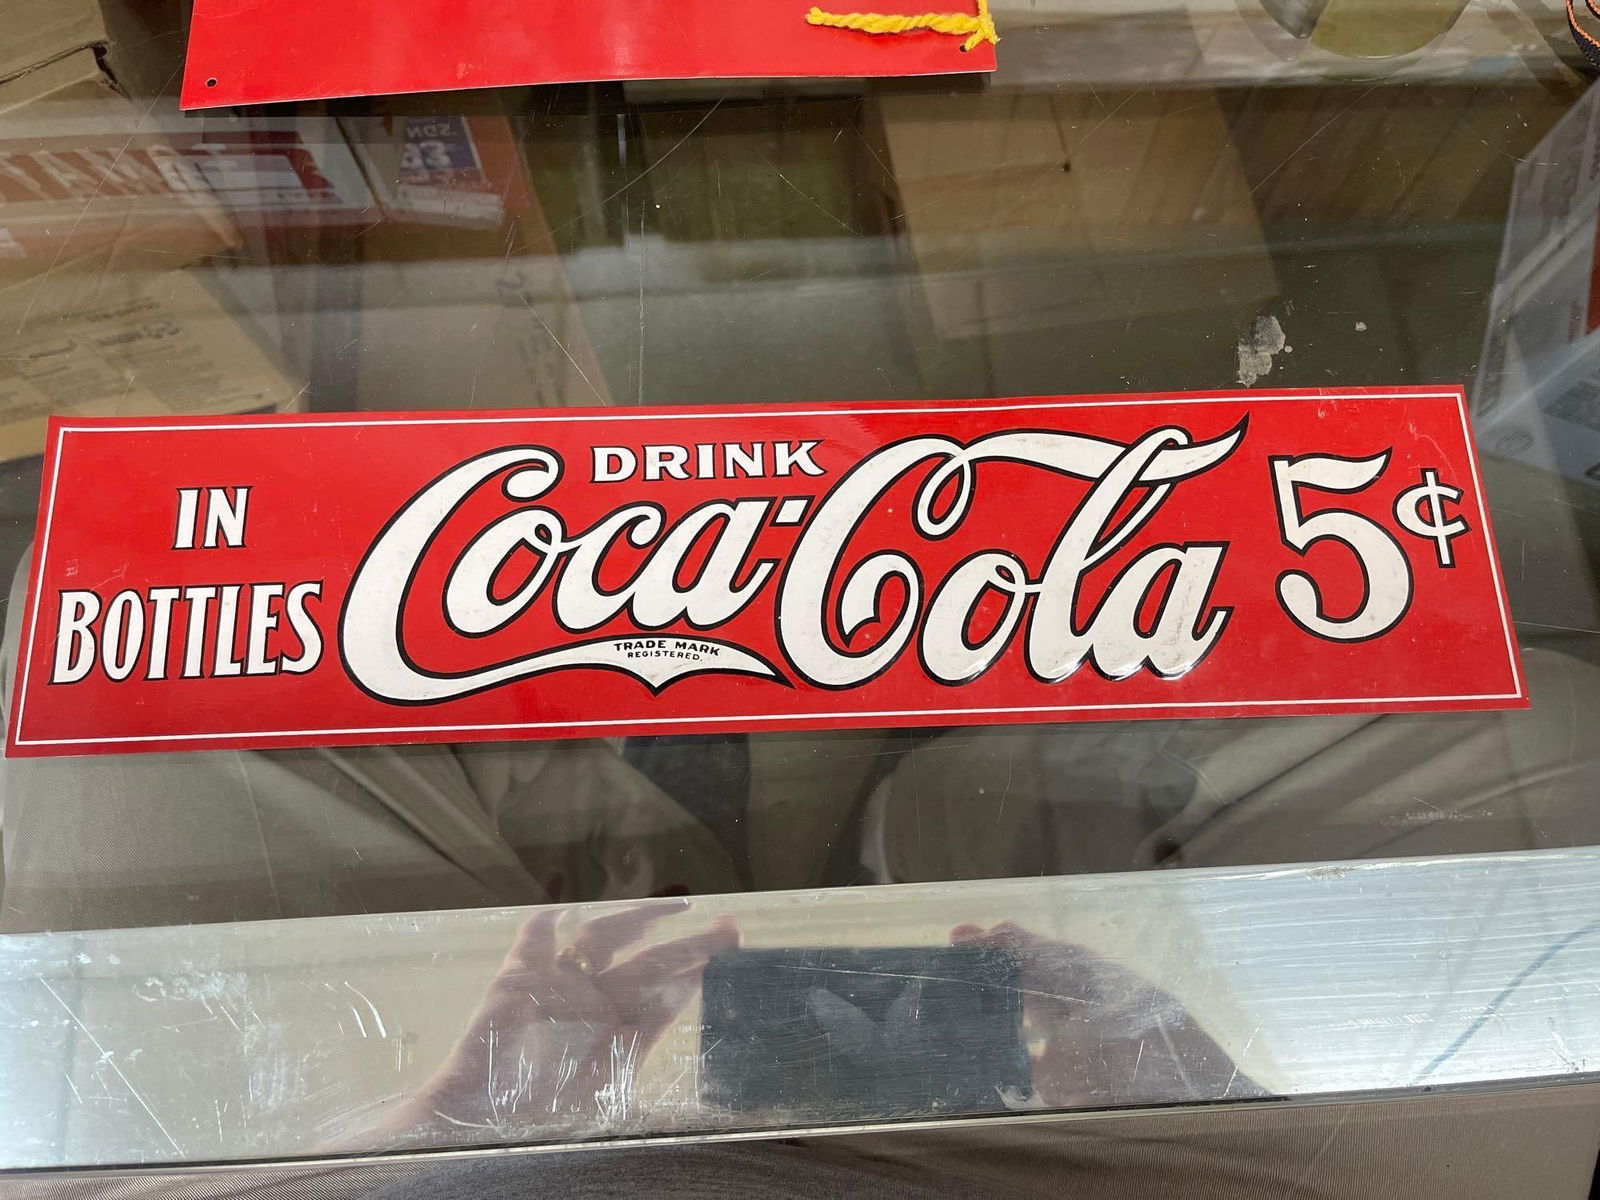 IN
BOTTLES
DRINK
Coca-Cola
TRADE MARK
REGISTERED.
5¢